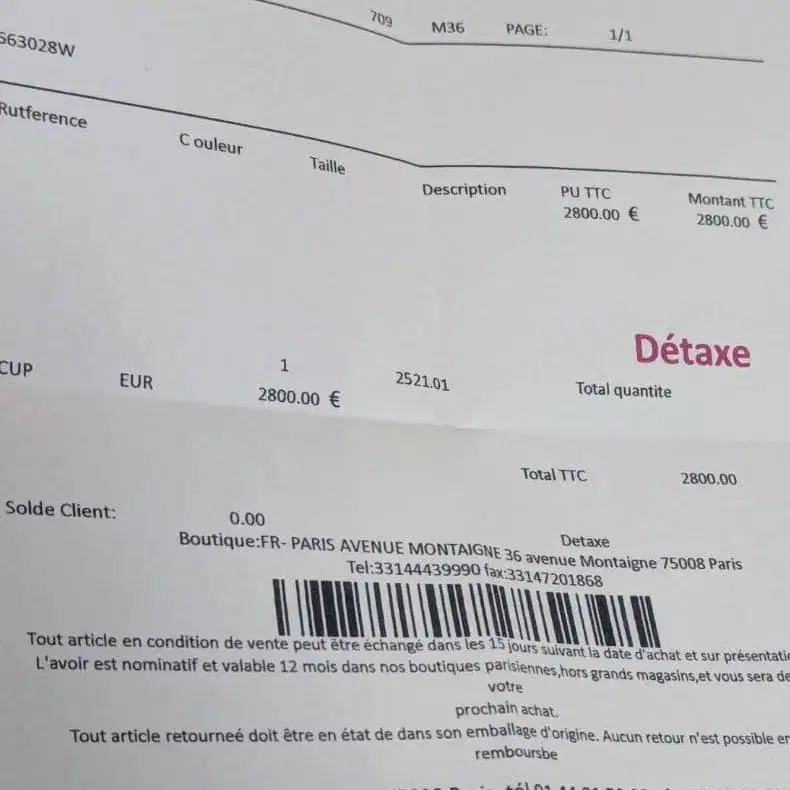 709 M36 PAGE: 1/1
663028W
Rutference Couleur Taille Description PU TTC Montant TTC
2800.00 € 2800.00 €
Détaxe
CUP EUR 1 2521.01 Total quantite
2800.00 €
Total TTC 2800.00
Solde Client: 0.00 Detaxe
Boutique:FR- PARIS AVENUE MONTAIGNE 36 avenue Montaigne 75008 Paris
Tel:33144439990 fax:33147201868
Tout article en condition de vente peut être échangé dans les 15 jours suivant la date d'achat et sur présentatio
L'avoir est nominatif et valable 12 mois dans nos boutiques parisiennes,hors grands magasins,et vous sera de
votre
prochain achat.
Tout article retourneé doit être en état de dans son emballage d'origine. Aucun retour n'est possible en
remboursbe